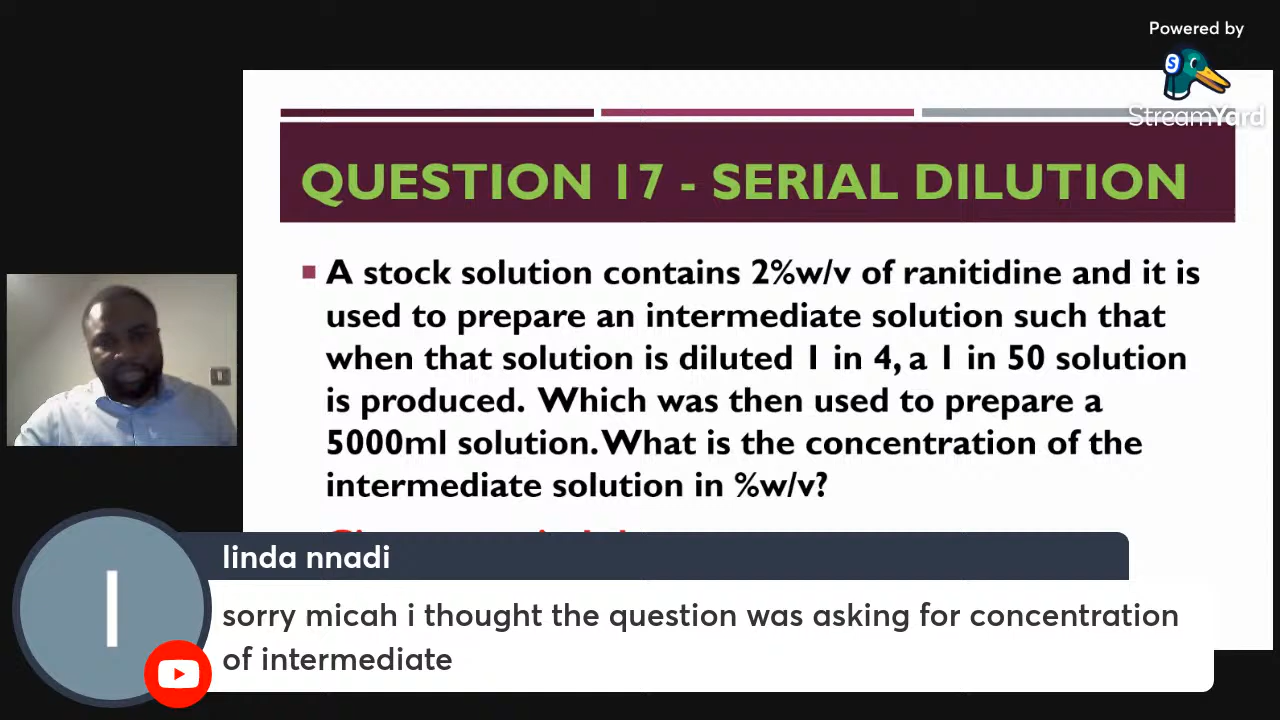 Powered by
StreamYard
QUESTION 17 - SERIAL DILUTION
A stock solution contains 2%w/v of ranitidine and it is
used to prepare an intermediate solution such that
when that solution is diluted 1 in 4, a 1 in 50 solution
is produced. Which was then used to prepare a
5000ml solution. What is the concentration of the
intermediate solution in %w/v?
l
linda nnadi
sorry micah i thought the question was asking for concentration
of intermediate